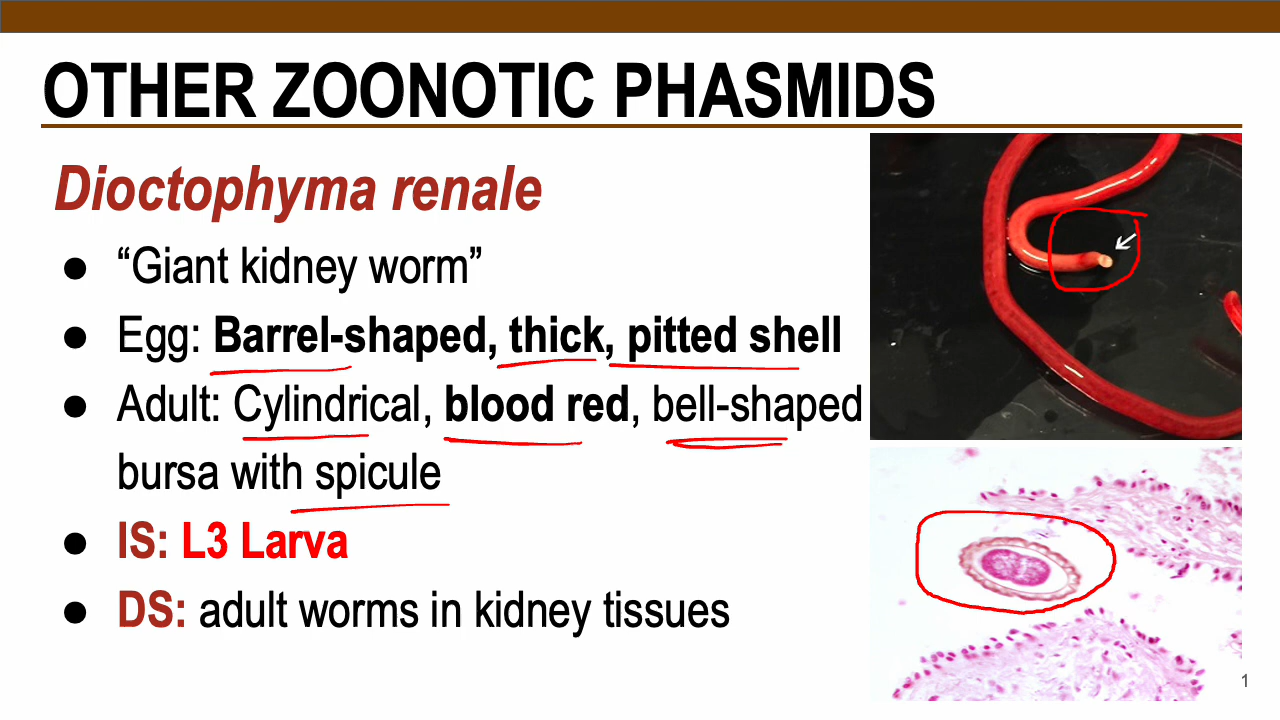 OTHER ZOONOTIC PHASMIDS
Dioctophyma renale
● “Giant kidney worm”
● Egg: Barrel-shaped, thick, pitted shell
● Adult: Cylindrical, blood red, bell-shaped
bursa with spicule
● IS: L3 Larva
● DS: adult worms in kidney tissues
1